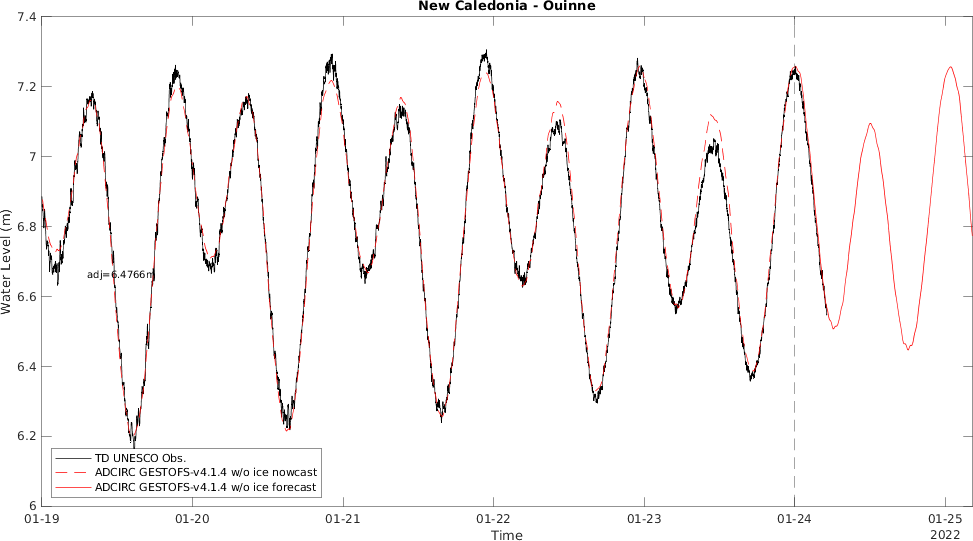 New Caledonia - Ouinne
7.4
7.2
7
6.8
6.6
6.4
6.2
6
Water Level (m)
adj=6.4766m
TD UNESCO Obs.
ADCIRC GESTOFS-v4.1.4 w/o ice nowcast
ADCIRC GESTOFS-v4.1.4 w/o ice forecast
01-19 01-20 01-21 01-22 01-23 01-24 01-25
Time 2022